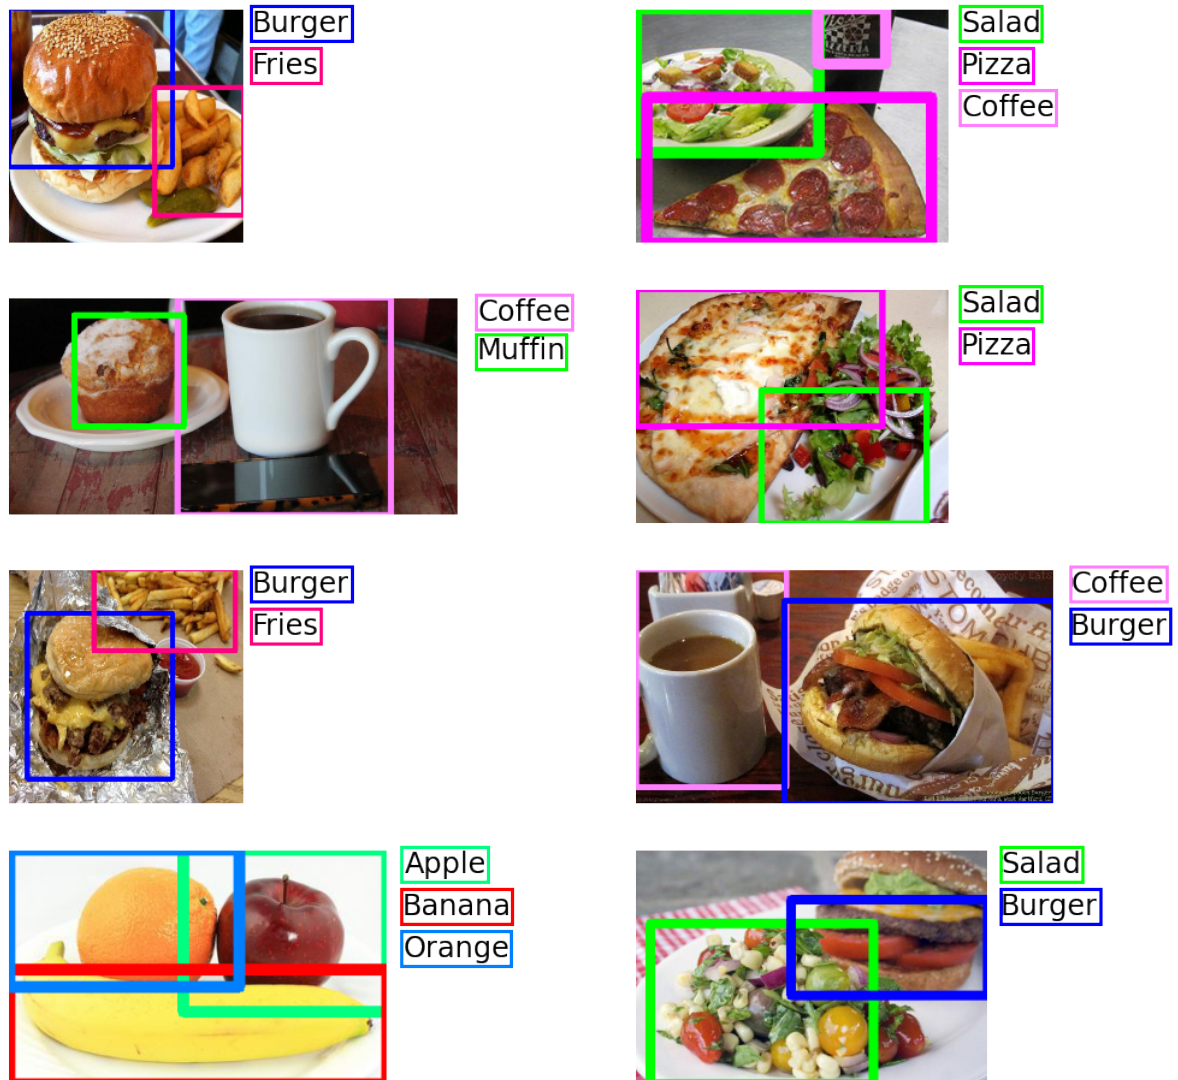 Burger
Fries
Salad
Pizza
Coffee
Coffee
Muffin
Salad
Pizza
Burger
Fries
Coffee
Burger
Apple
Banana
Orange
Salad
Burger